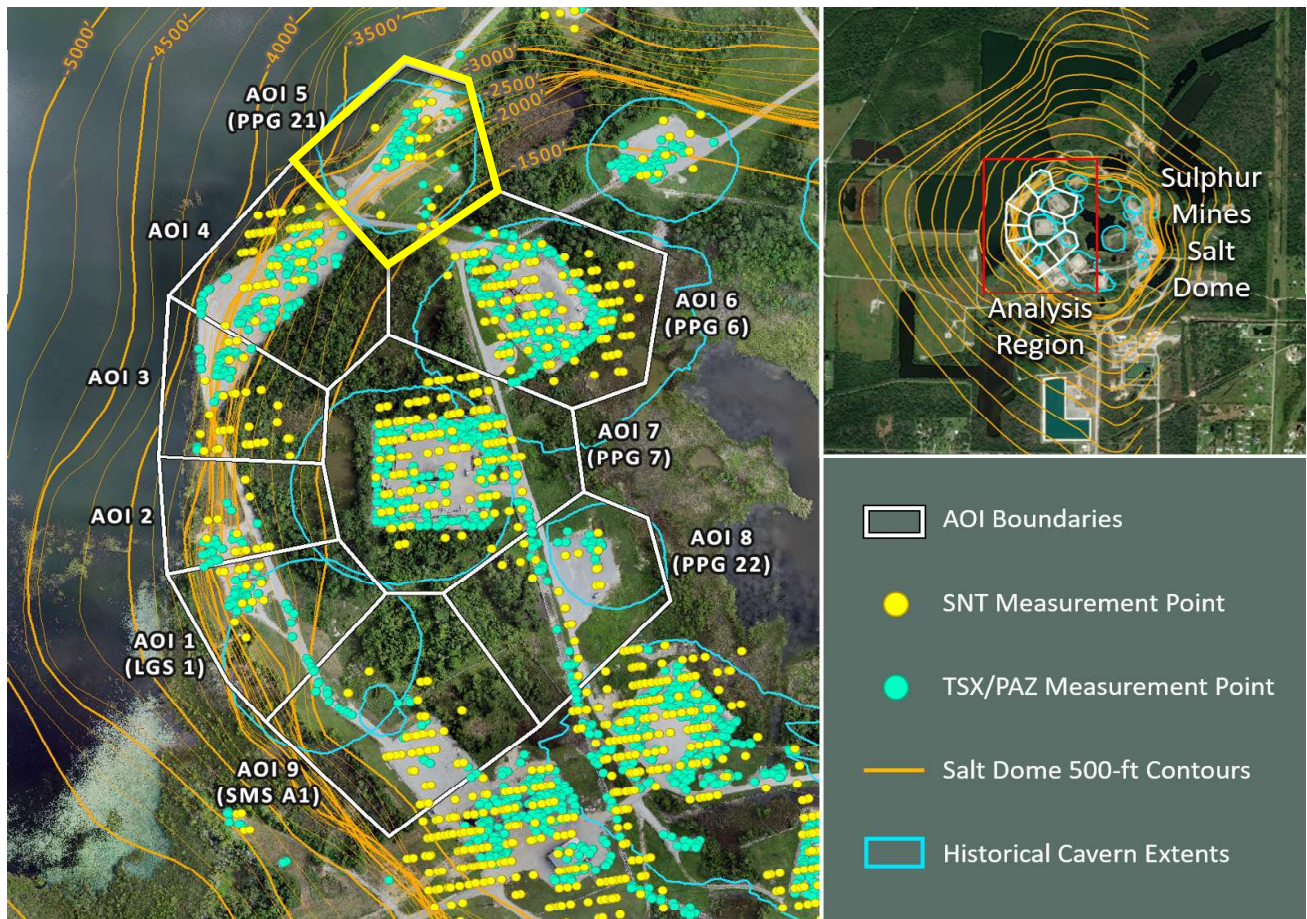 -5000'
-4500'
-4000'
-3500'
-3000'
-2500'
-2000'
-1500'
AOI 5
(PPG 21)
AOI 4
AOI 3
AOI 2
AOI 1
(LGS 1)
AOI 9
(SMS A1)
AOI 6
(PPG 6)
AOI 7
(PPG 7)
AOI 8
(PPG 22)
Sulphur
Mines
Salt
Dome
Analysis
Region
AOI Boundaries
SNT Measurement Point
TSX/PAZ Measurement Point
Salt Dome 500-ft Contours
Historical Cavern Extents